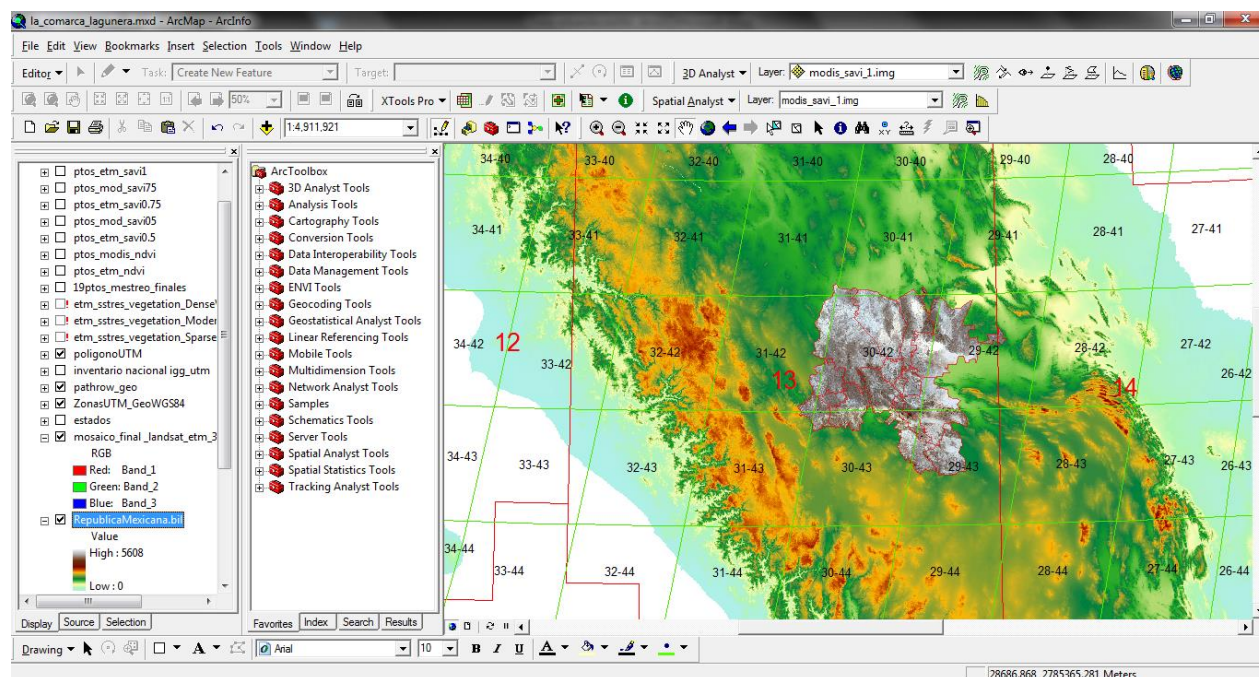 la_comarca_lagunera.mxd - ArcMap - ArcInfo
File Edit View Bookmarks Insert Selection Tools Window Help
Editor Task: Create New Feature Target: 3D Analyst Layer: modis_savi_1.img
50% XTools Pro Spatial Analyst Layer: modis_savi_1.img
1:4,911,921
ptos_etm_savi1
ptos_mod_savi75
ptos_etm_savi0.75
ptos_mod_savi05
ptos_etm_savi0.5
ptos_modis_ndvi
ptos_etm_ndvi
19ptos_mestreo_finales
etm_sstres_vegetation_Dense
etm_sstres_vegetation_Moder
etm_sstres_vegetation_Sparse
poligonoUTM
inventario nacional igg_utm
pathrow_geo
ZonasUTM_GeoWGS84
estados
mosaico_final _landsat_etm_3
RGB
Red: Band_1
Green: Band_2
Blue: Band_3
RepublicaMexicana.bil
Value
High : 5608
Low : 0
Display Source Selection
ArcToolbox
3D Analyst Tools
Analysis Tools
Cartography Tools
Conversion Tools
Data Interoperability Tools
Data Management Tools
ENVI Tools
Geocoding Tools
Geostatistical Analyst Tools
Linear Referencing Tools
Mobile Tools
Multidimension Tools
Network Analyst Tools
Samples
Schematics Tools
Server Tools
Spatial Analyst Tools
Spatial Statistics Tools
Tracking Analyst Tools
Favorites Index Search Results
34-40 33-40 32-40 31-40 30-40 29-40 28-40
34-41 33-41 32-41 31-41 30-41 29-41 28-41 27-41
34-42 12 33-42 32-42 31-42 13 30-42 29-42 28-42 14 27-42 26-42
34-43 33-43 32-43 31-43 30-43 29-43 28-43 27-43 26-43
34-44 33-44 32-44 31-44 30-44 29-44 28-44 27-44 26-44
Drawing A Arial 10 B I U A
28686.868 2785365.281 Meters